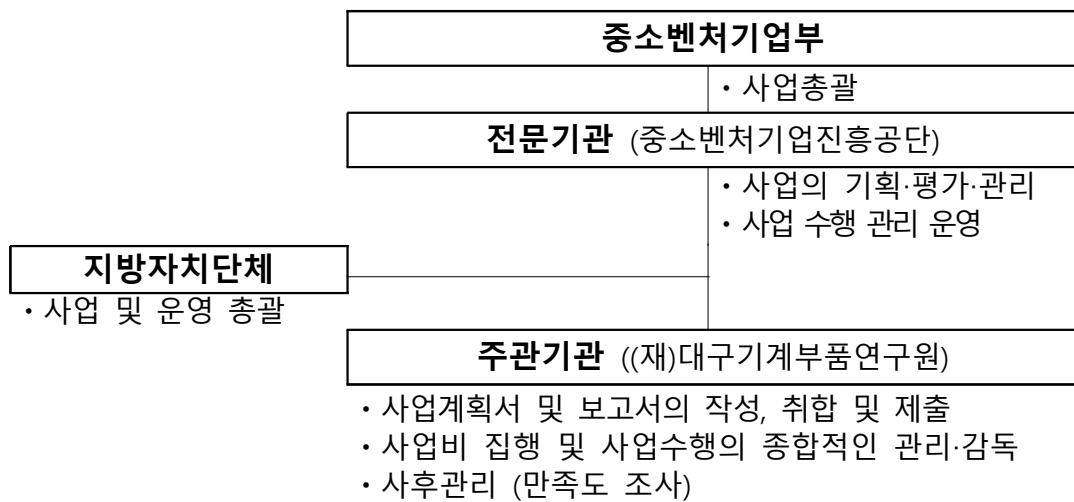 중소벤처기업부
・사업총괄
전문기관 (중소벤처기업진흥공단)
・사업의 기획·평가·관리
・사업 수행 관리 운영
지방자치단체
・사업 및 운영 총괄
주관기관 ((재)대구기계부품연구원)
・사업계획서 및 보고서의 작성, 취합 및 제출
・사업비 집행 및 사업수행의 종합적인 관리·감독
・사후관리 (만족도 조사)